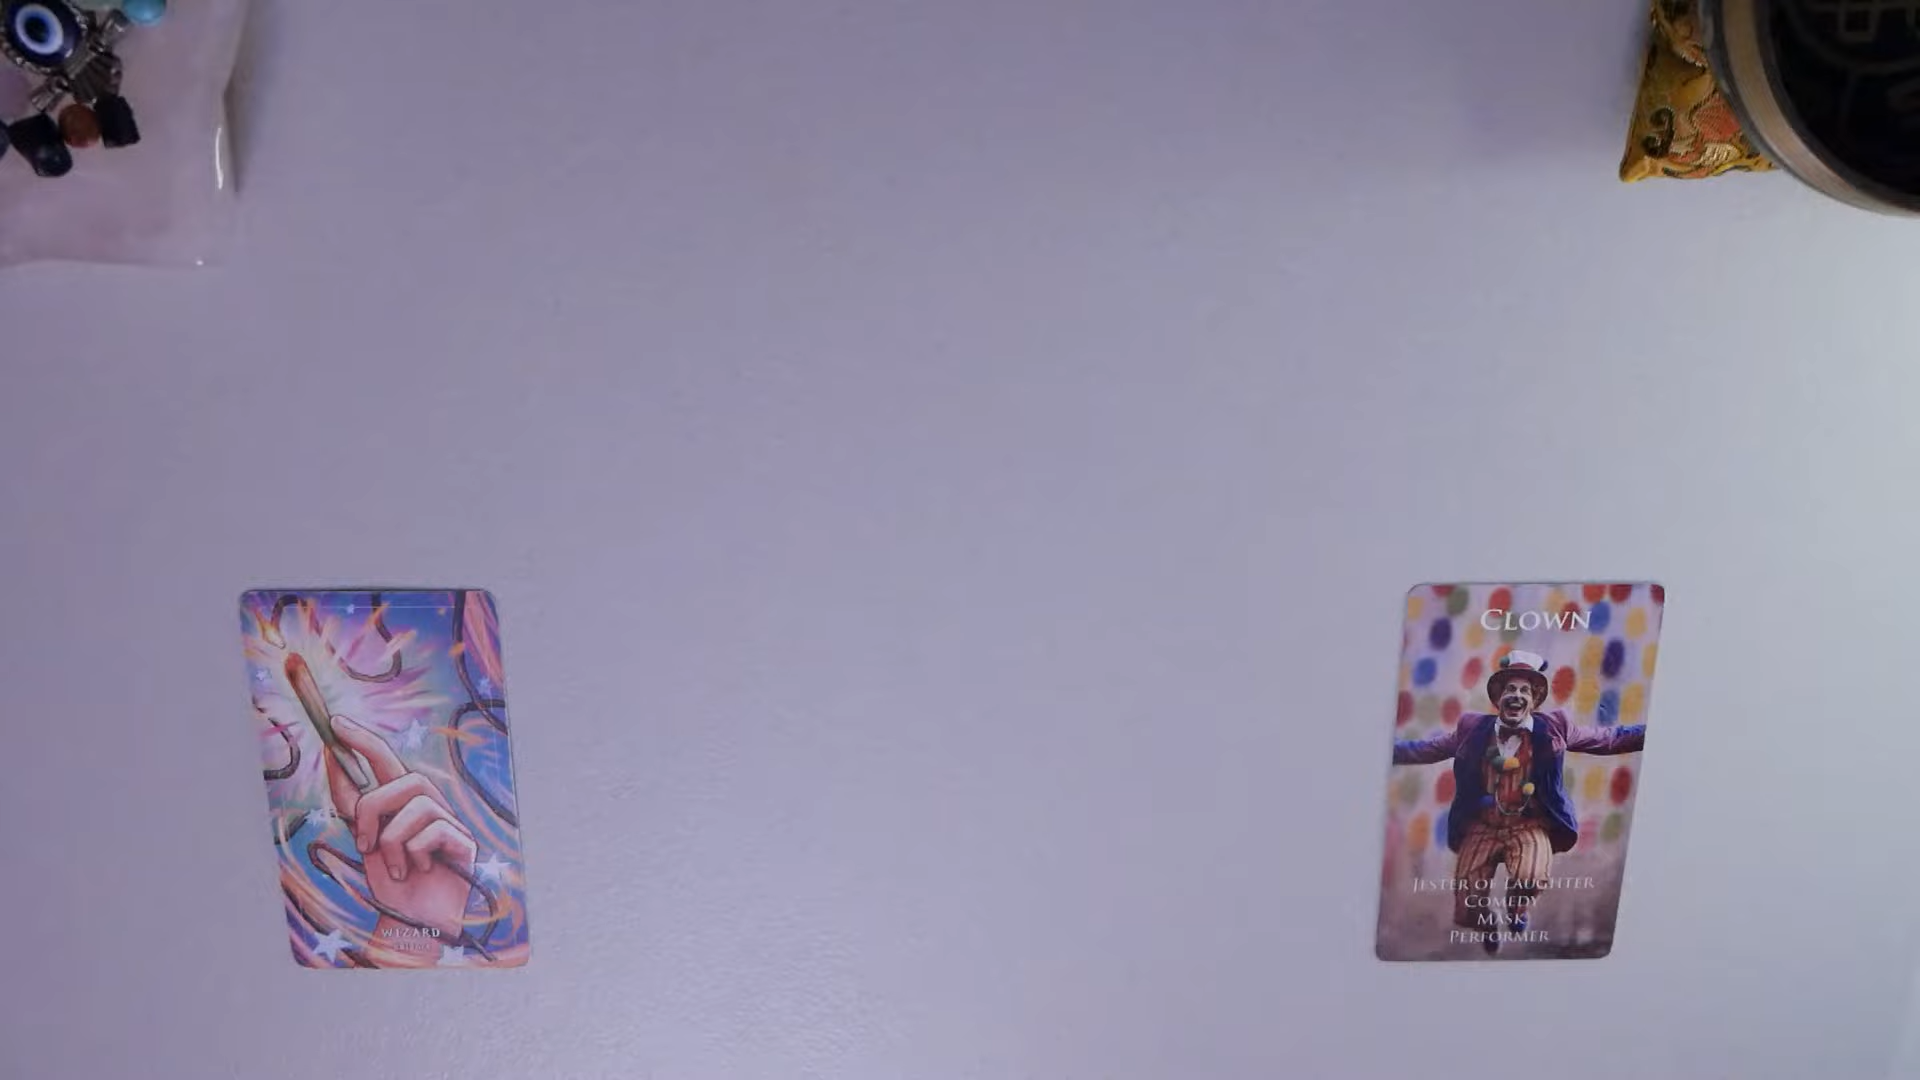 WIZARD
CLOWN
JESTER OF LAUGHTER
COMEDY
MASK
PERFORMER